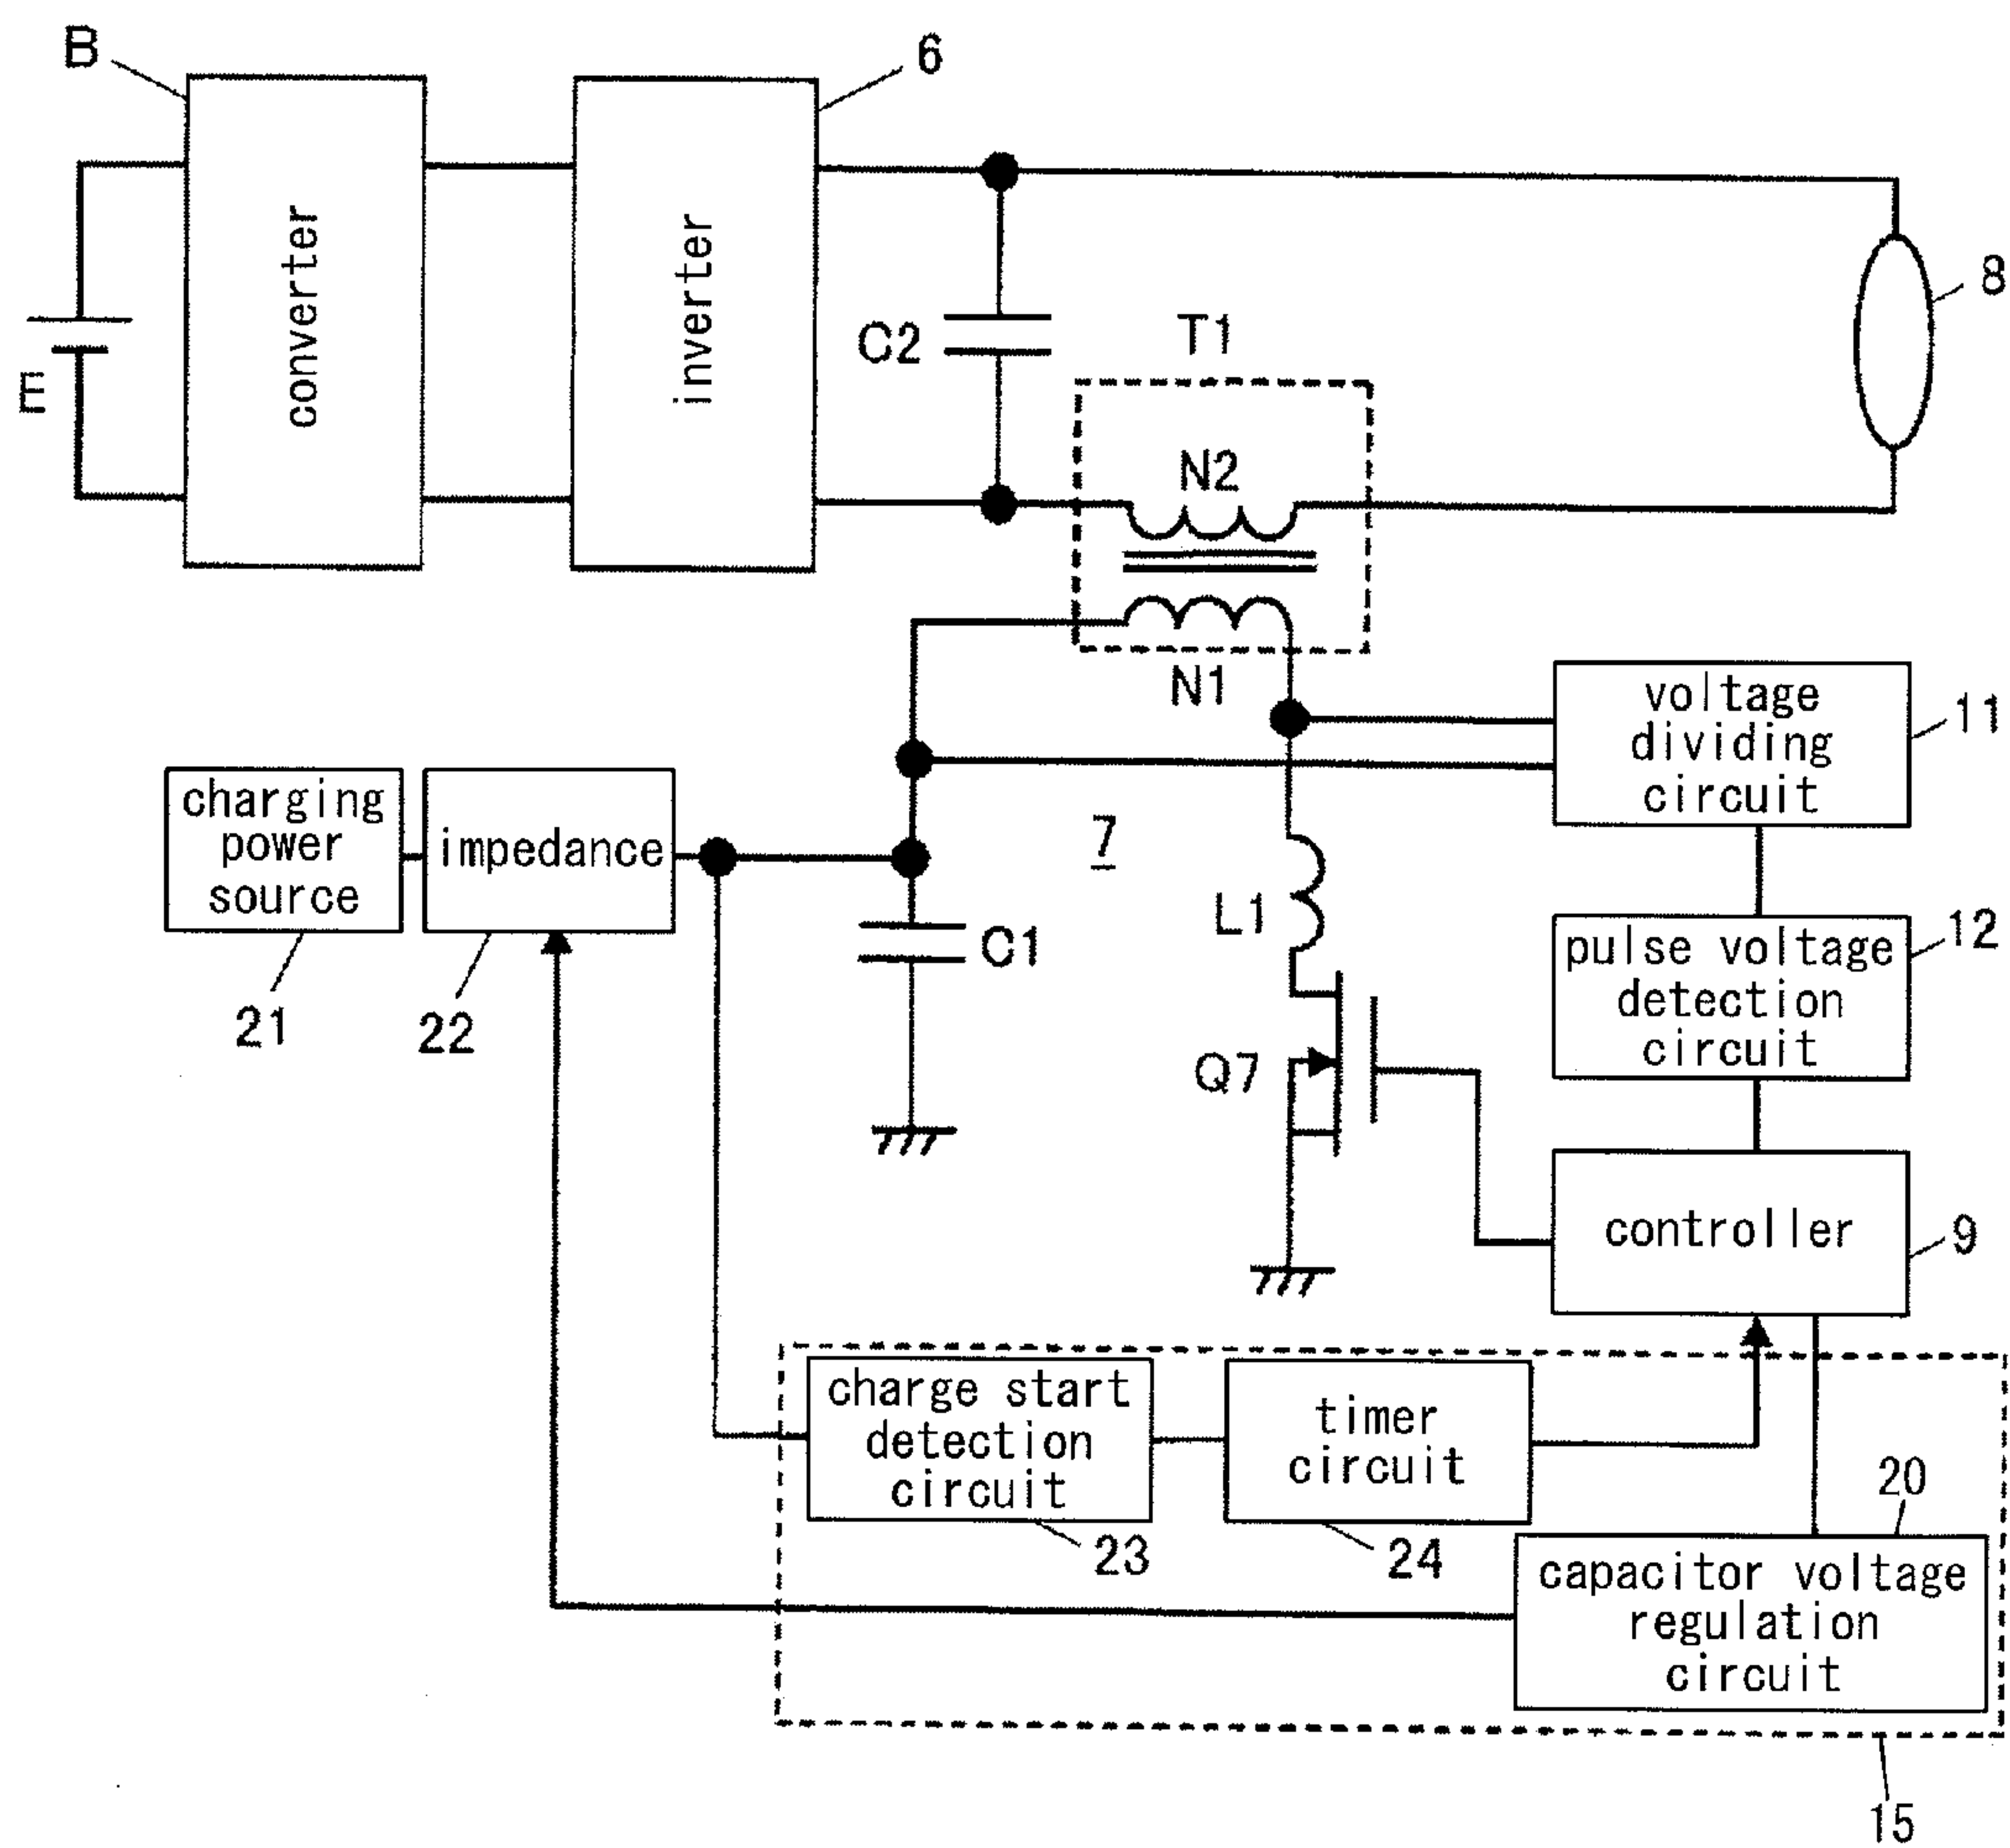 B
6
converter
inverter
E
C2
T1
8
N2
N1
voltage
dividing
circuit
11
charging
power
source
impedance
7
L1
C1
21
22
pulse voltage
detection
circuit
12
Q7
controller
9
charge start
detection
circuit
timer
circuit
23
24
20
capacitor voltage
regulation
circuit
15